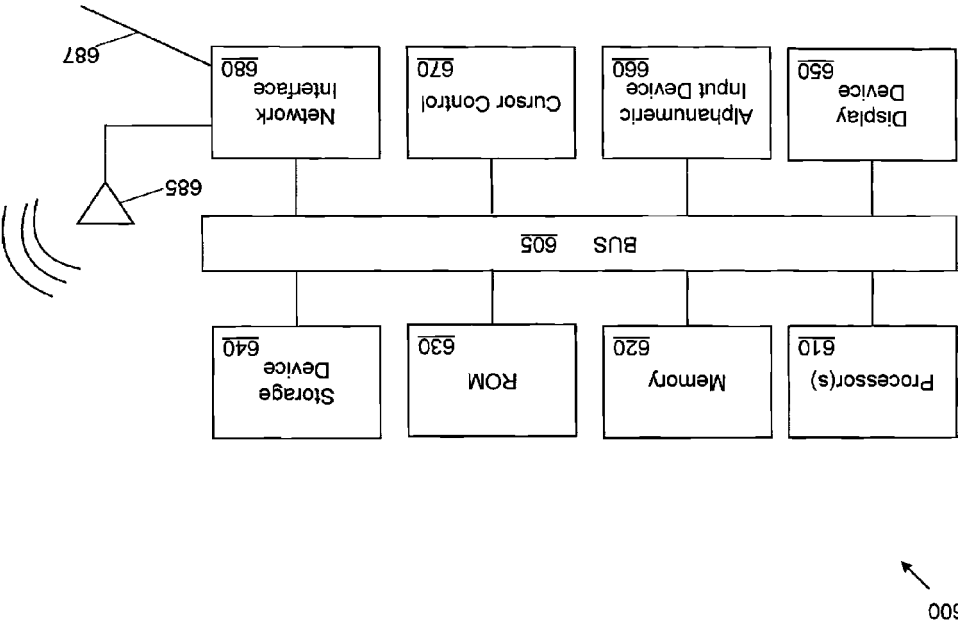 600
Processor(s)
610
Memory
620
ROM
630
Storage
Device
640
BUS 605
685
Display
Device
650
Alphanumeric
Input Device
660
Cursor Control
670
Network
Interface
680
687